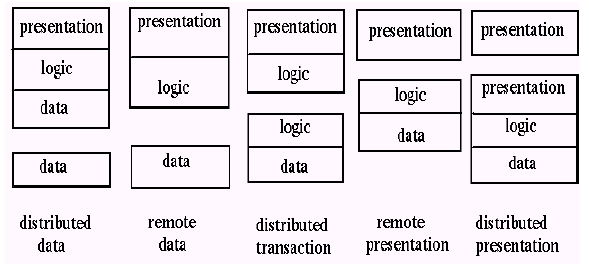 presentation
logic
data
data
distributed
data
presentation
logic
data
remote
data
presentation
logic
logic
data
distributed
transaction
presentation
logic
data
remote
presentation
presentation
presentation
logic
data
distributed
presentation